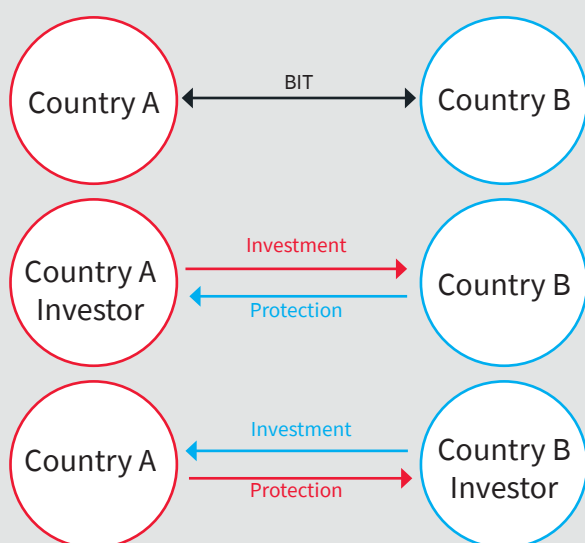 Country A
BIT
Country B
Country A
Investor
Investment
Protection
Country B
Country A
Investment
Protection
Country B
Investor